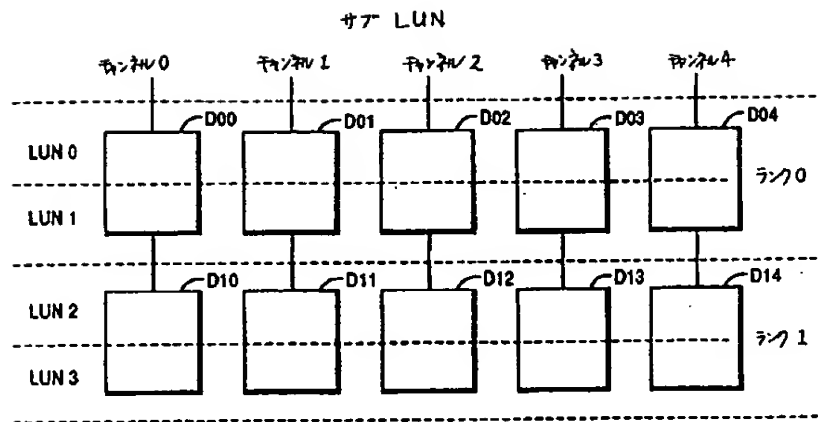 サブ LUN
チャンネル0 チャンネル1 チャンネル2 チャンネル3 チャンネル4
D00 D01 D02 D03 D04
LUN 0
ランク0
LUN 1
D10 D11 D12 D13 D14
LUN 2
ランク1
LUN 3